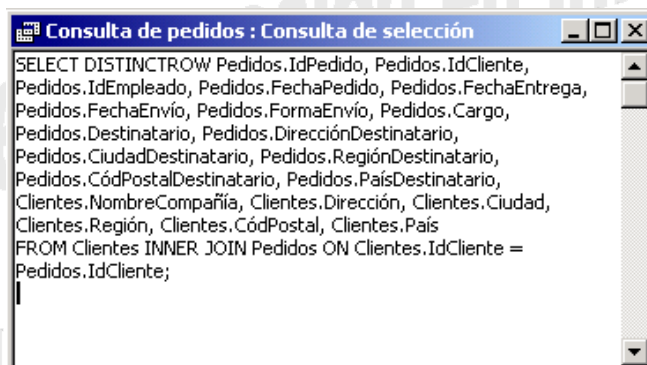 Consulta de pedidos : Consulta de selección
SELECT DISTINCTROW Pedidos.IdPedido, Pedidos.IdCliente,
Pedidos.IdEmpleado, Pedidos.FechaPedido, Pedidos.FechaEntrega,
Pedidos.FechaEnvío, Pedidos.FormaEnvío, Pedidos.Cargo,
Pedidos.Destinatario, Pedidos.DirecciónDestinatario,
Pedidos.CiudadDestinatario, Pedidos.RegiónDestinatario,
Pedidos.CódPostalDestinatario, Pedidos.PaísDestinatario,
Clientes.NombreCompañía, Clientes.Dirección, Clientes.Ciudad,
Clientes.Región, Clientes.CódPostal, Clientes.País
FROM Clientes INNER JOIN Pedidos ON Clientes.IdCliente =
Pedidos.IdCliente;